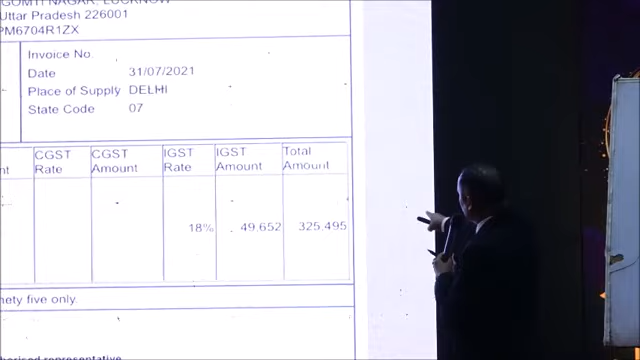 GOMTI NAGAR, LUCKNOW
Uttar Pradesh 226001
PM6704R1ZX
Invoice No.
Date 31/07/2021
Place of Supply DELHI
State Code 07
CGST Rate CGST Amount IGST Rate IGST Amount Total Amount
18% 49,652 325,495
nety five only.
horised representative